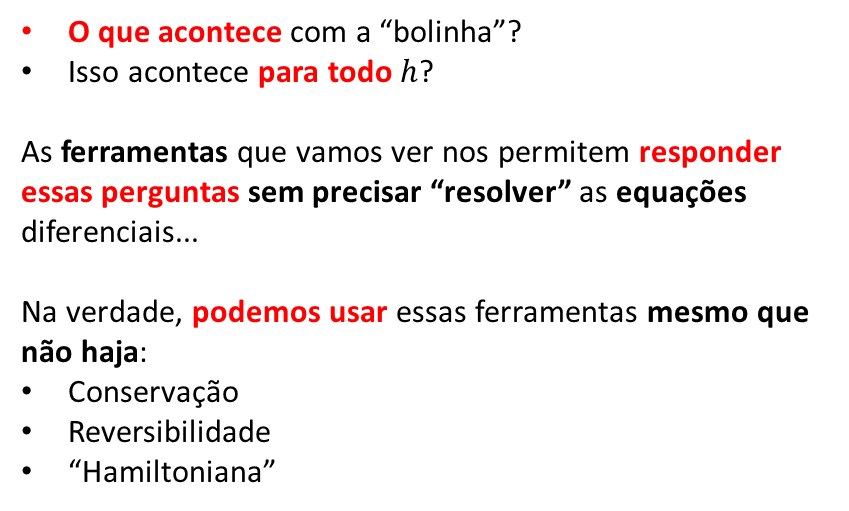 • O que acontece com a “bolinha”?
• Isso acontece para todo ℎ?
As ferramentas que vamos ver nos permitem responder
essas perguntas sem precisar “resolver” as equações
diferenciais...
Na verdade, podemos usar essas ferramentas mesmo que
não haja:
• Conservação
• Reversibilidade
• “Hamiltoniana”